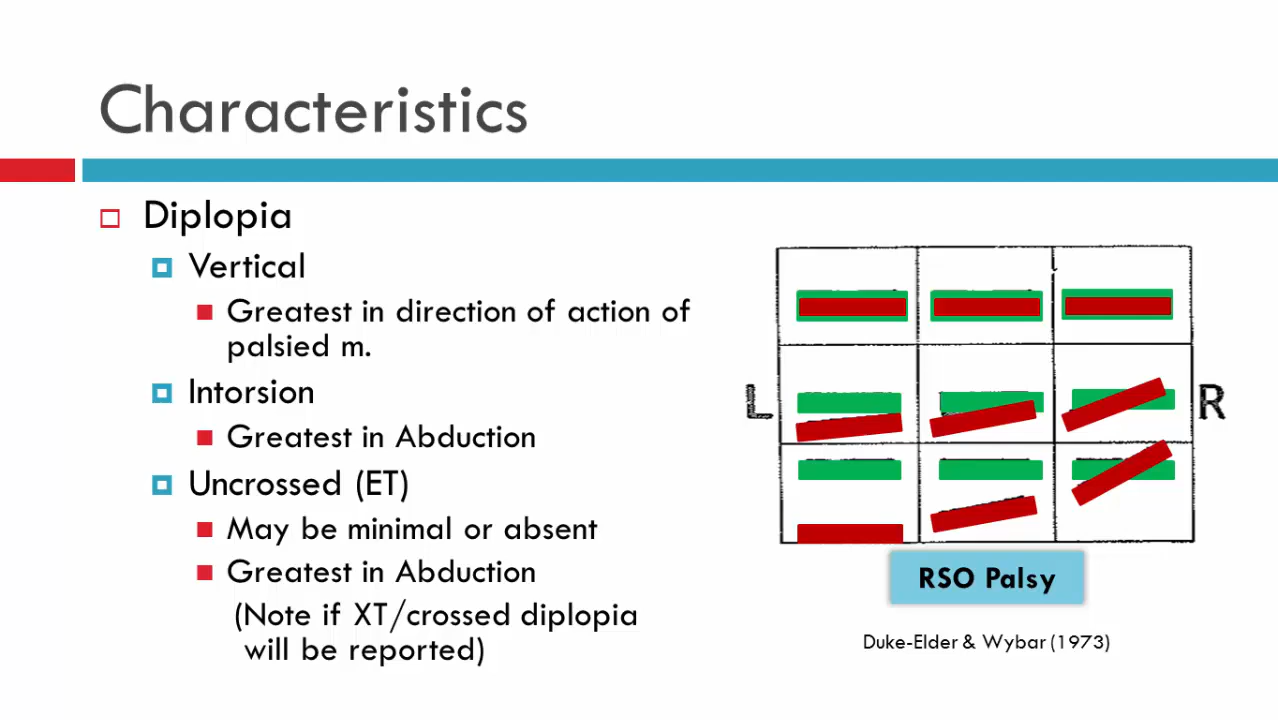 Characteristics
Diplopia
Vertical
Greatest in direction of action of
palsied m.
Intorsion
Greatest in Abduction
Uncrossed (ET)
May be minimal or absent
Greatest in Abduction
(Note if XT/crossed diplopia
will be reported)
L
R
RSO Palsy
Duke-Elder & Wybar (1973)